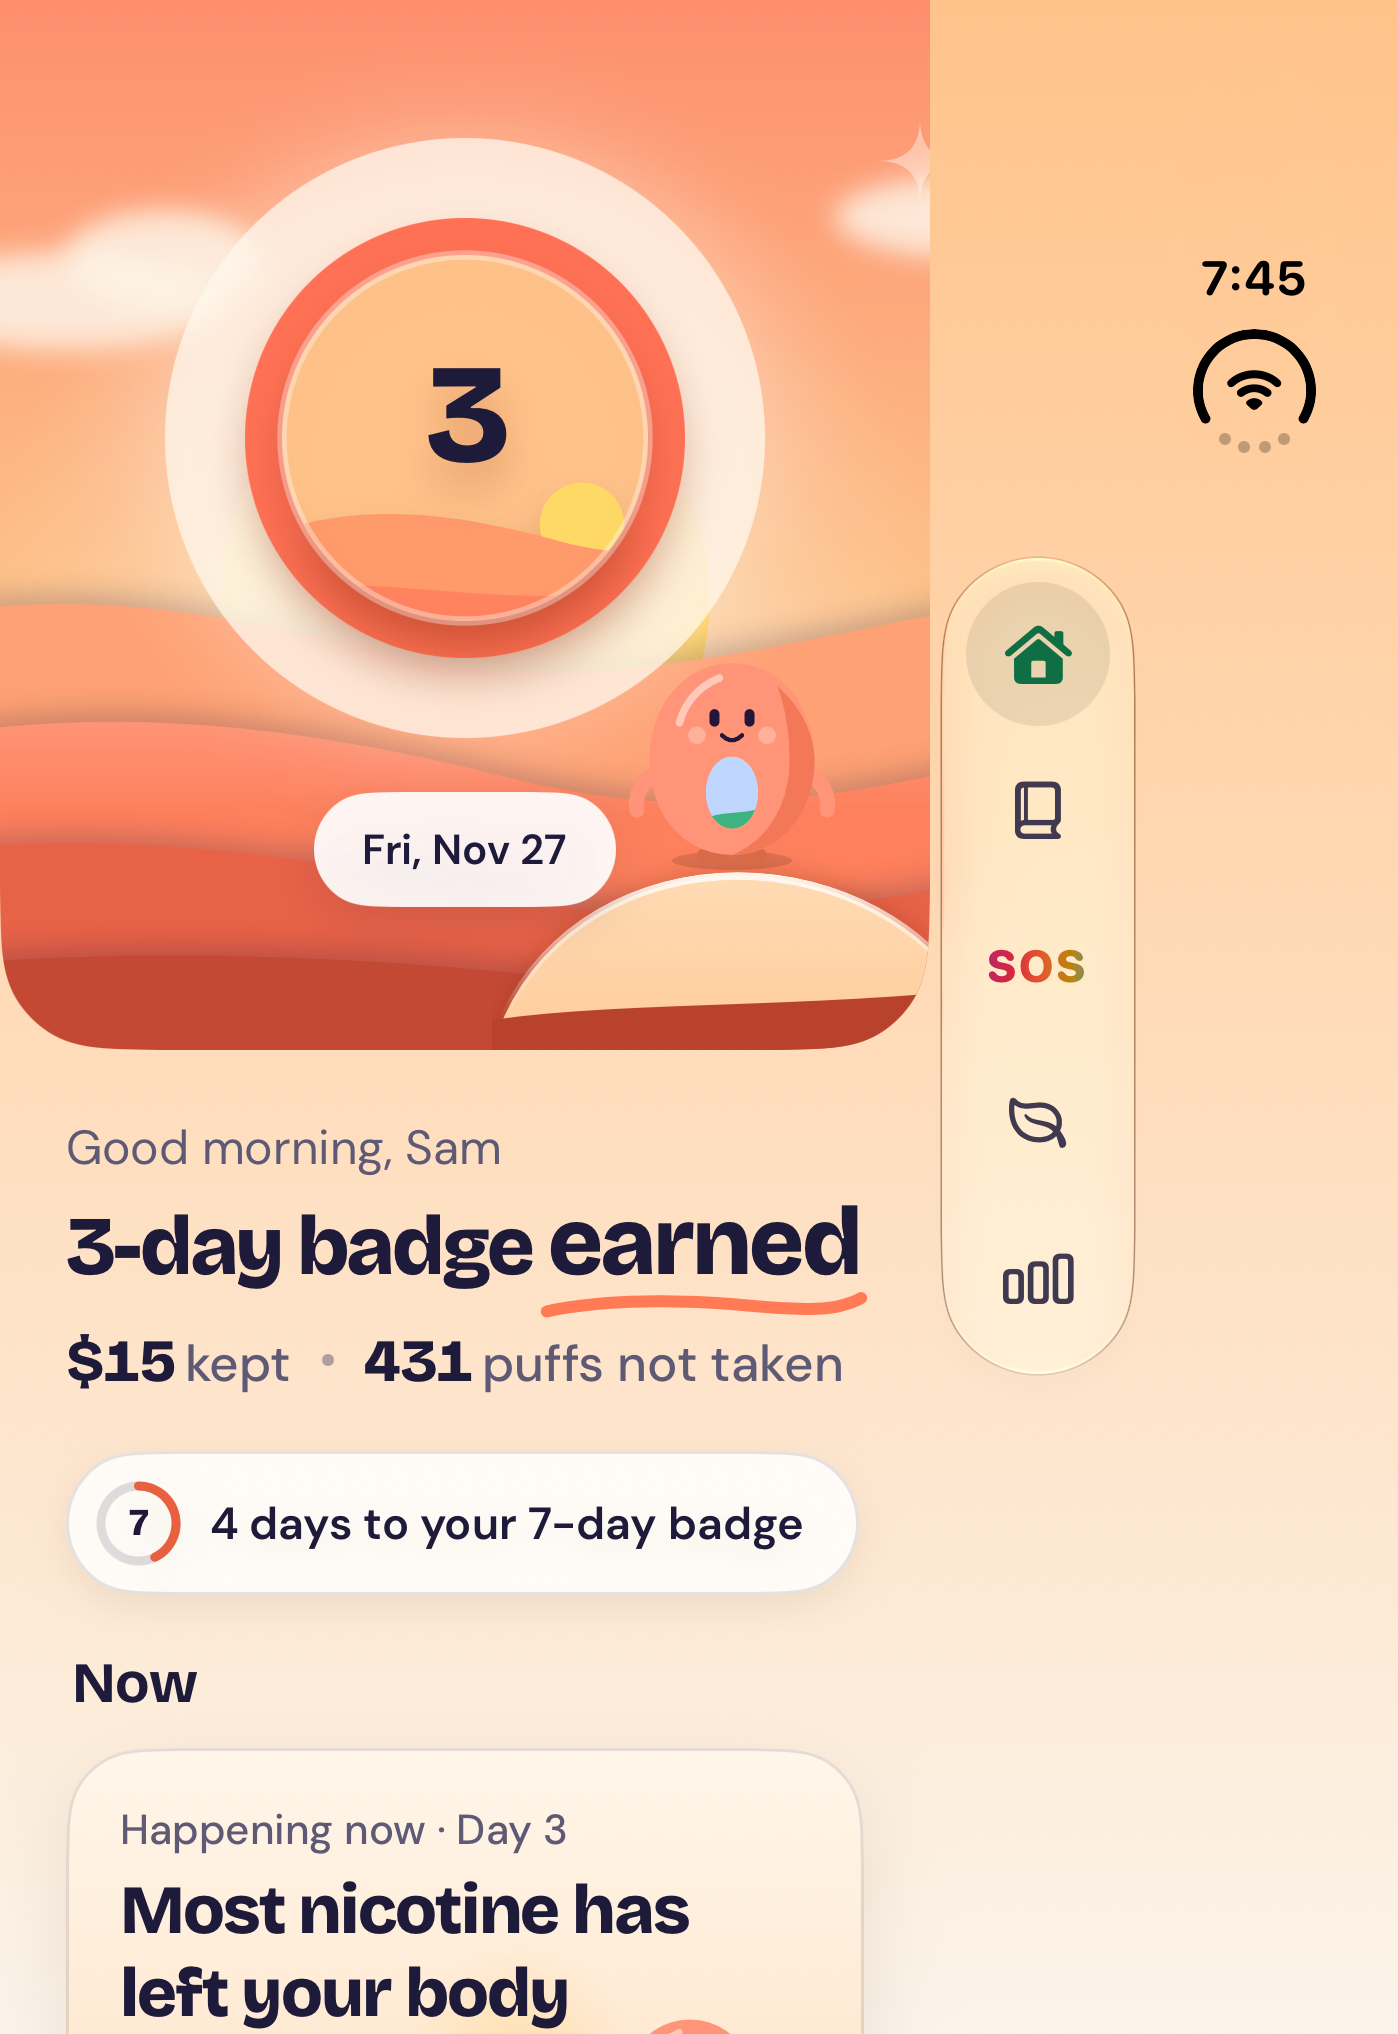 3
7:45
Fri, Nov 27
SOS
Good morning, Sam
3-day badge earned
$15 kept • 431 puffs not taken
7 4 days to your 7-day badge
Now
Happening now · Day 3
Most nicotine has
left your body